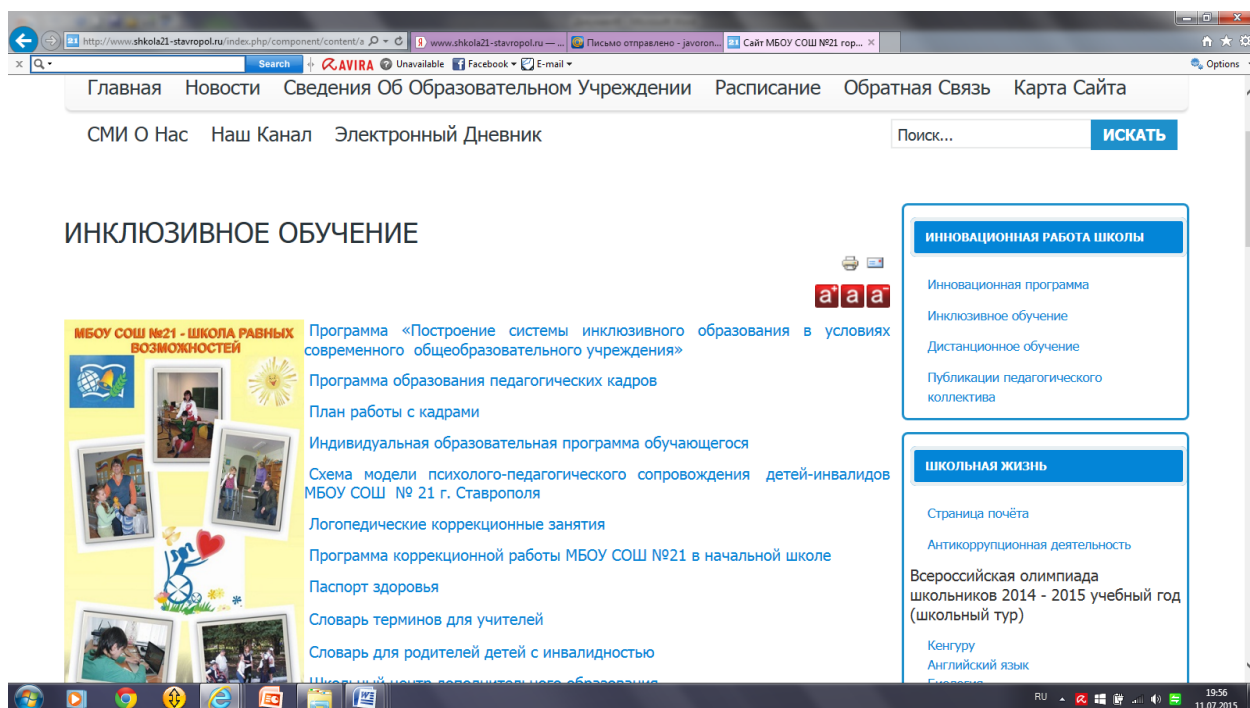 http://www.shkola21-stavropol.ru/index.php/component/content/a
www.shkola21-stavropol.ru — ...
Письмо отправлено - javoron...
Сайт МБОУ СОШ №21 гор...
Search
AVIRA
Unavailable
Facebook
E-mail
Options
Главная Новости Сведения Об Образовательном Учреждении Расписание Обратная Связь Карта Сайта
СМИ О Нас Наш Канал Электронный Дневник
Поиск...
ИСКАТЬ
ИНКЛЮЗИВНОЕ ОБУЧЕНИЕ
a+ a a-
МБОУ СОШ №21 - ШКОЛА РАВНЫХ
ВОЗМОЖНОСТЕЙ
Программа «Построение системы инклюзивного образования в условиях
современного общеобразовательного учреждения»
Программа образования педагогических кадров
План работы с кадрами
Индивидуальная образовательная программа обучающегося
Схема модели психолого-педагогического сопровождения детей-инвалидов
МБОУ СОШ № 21 г. Ставрополя
Логопедические коррекционные занятия
Программа коррекционной работы МБОУ СОШ №21 в начальной школе
Паспорт здоровья
Словарь терминов для учителей
Словарь для родителей детей с инвалидностью
Школьный центр дополнительного образования
ИННОВАЦИОННАЯ РАБОТА ШКОЛЫ
Инновационная программа
Инклюзивное обучение
Дистанционное обучение
Публикации педагогического
коллектива
ШКОЛЬНАЯ ЖИЗНЬ
Страница почёта
Антикоррупционная деятельность
Всероссийская олимпиада
школьников 2014 - 2015 учебный год
(школьный тур)
Кенгуру
Английский язык
Биология
RU
19:56
11.07.2015